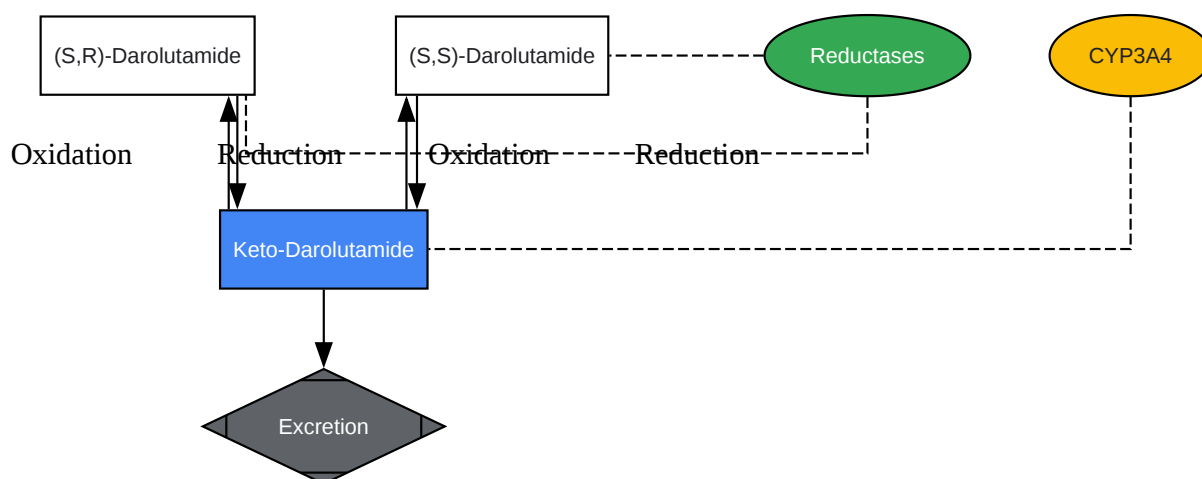 (S,R)-Darolutamide
(S,S)-Darolutamide
Reductases
CYP3A4
Oxidation
Reduction
Oxidation
Reduction
Keto-Darolutamide
Excretion